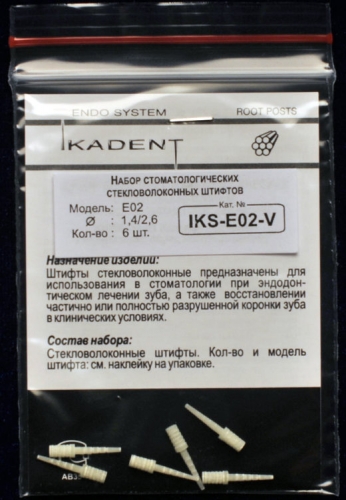 ENDO SYSTEM ROOT POSTS
IKADENT
НАБОР СТОМАТОЛОГИЧЕСКИХ
СТЕКЛОВОЛОКОННЫХ ШТИФТОВ
Модель: E02
Ø : 1,4/2,6
Кол-во : 6 шт.
Кат. №
IKS-E02-V
Назначение изделий:
Штифты стекловолоконные предназначены для
использования в стоматологии при эндодон-
тическом лечении зуба, а также восстановлении
частично или полностью разрушенной коронки зуба
в клинических условиях.
Состав набора:
Стекловолоконные штифты. Кол-во и модель
штифта: см. наклейку на упаковке.